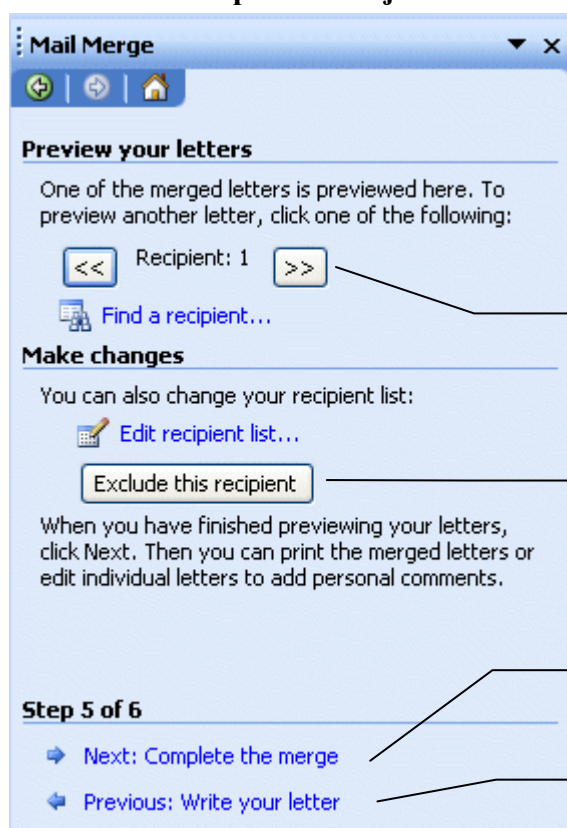 Mail Merge
Preview your letters
One of the merged letters is previewed here. To
preview another letter, click one of the following:
<< Recipient: 1 >>
Find a recipient...
Make changes
You can also change your recipient list:
Edit recipient list...
Exclude this recipient
When you have finished previewing your letters,
click Next. Then you can print the merged letters or
edit individual letters to add personal comments.
Step 5 of 6
Next: Complete the merge
Previous: Write your letter